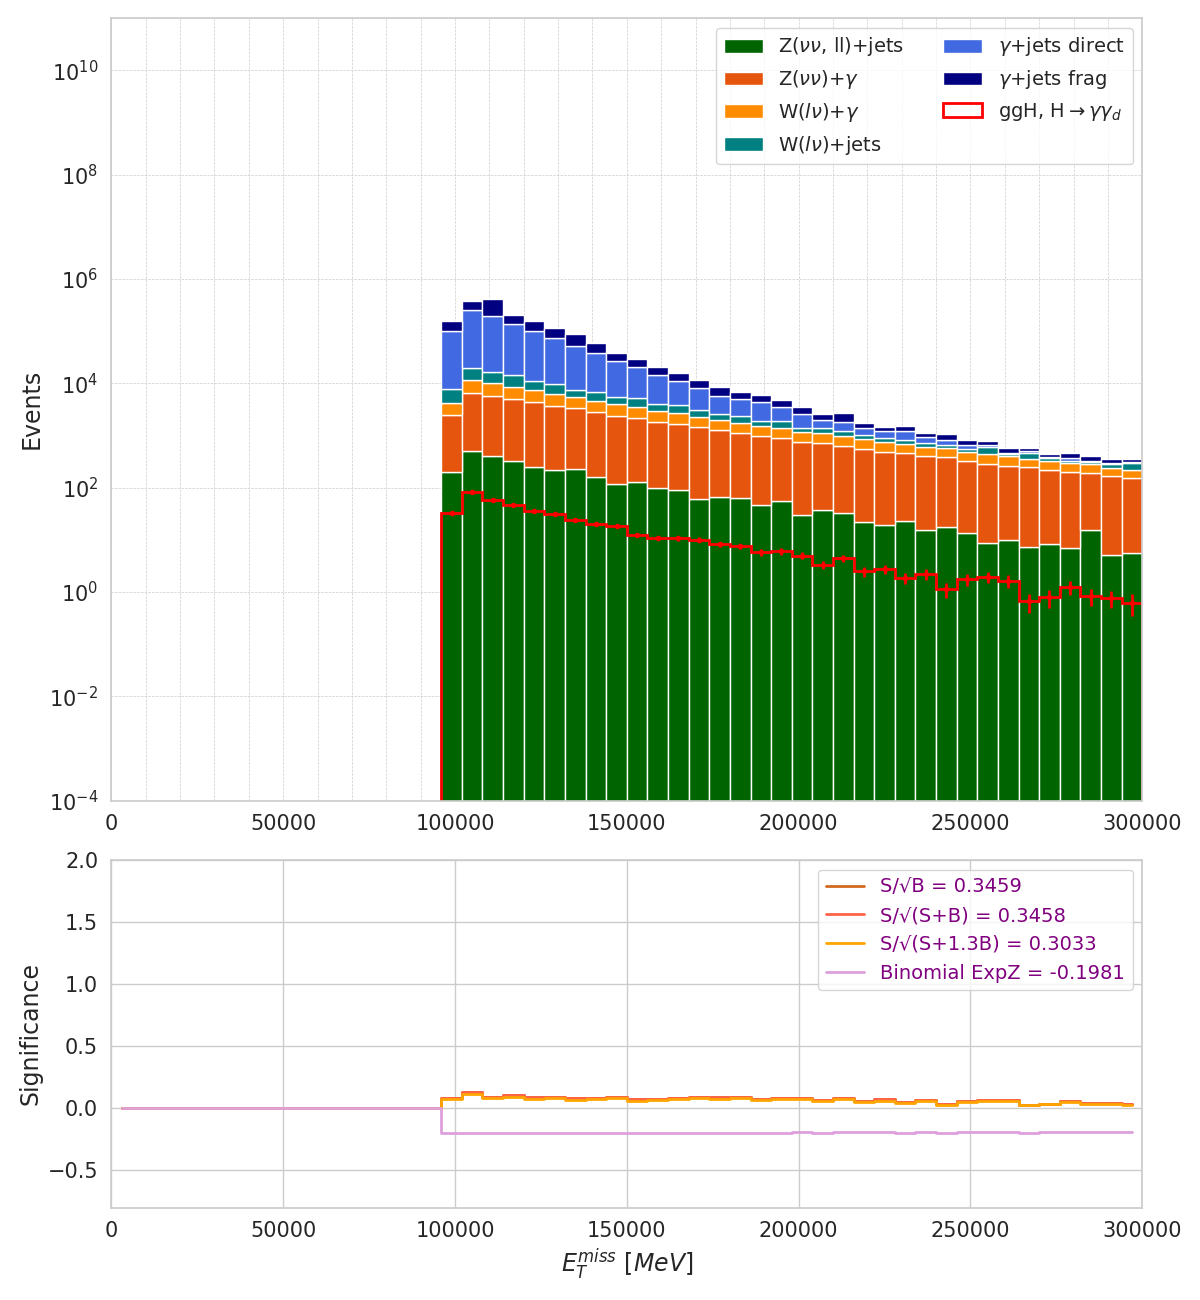 Z(νν, ll)+jets
Z(νν)+γ
W(lν)+γ
W(lν)+jets
γ+jets direct
γ+jets frag
ggH, H→γγ_d
Events
10^10
10^8
10^6
10^4
10^2
10^0
10^−2
10^−4
0 50000 100000 150000 200000 250000 300000
S/√B = 0.3459
S/√(S+B) = 0.3458
S/√(S+1.3B) = 0.3033
Binomial ExpZ = -0.1981
Significance
2.0
1.5
1.0
0.5
0.0
−0.5
0 50000 100000 150000 200000 250000 300000
E_T^miss [MeV]